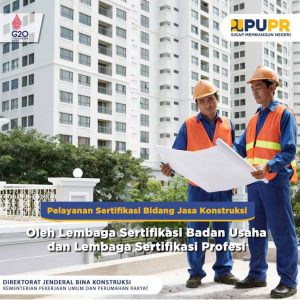 G20
PUPR
SIGAP MEMBANGUN NEGERI
Pelayanan Sertifikasi Bidang Jasa Konstruksi
Oleh Lembaga Sertifikasi Badan Usaha
dan Lembaga Sertifikasi Profesi
DIREKTORAT JENDERAL BINA KONSTRUKSI
KEMENTERIAN PEKERJAAN UMUM DAN PERUMAHAN RAKYAT